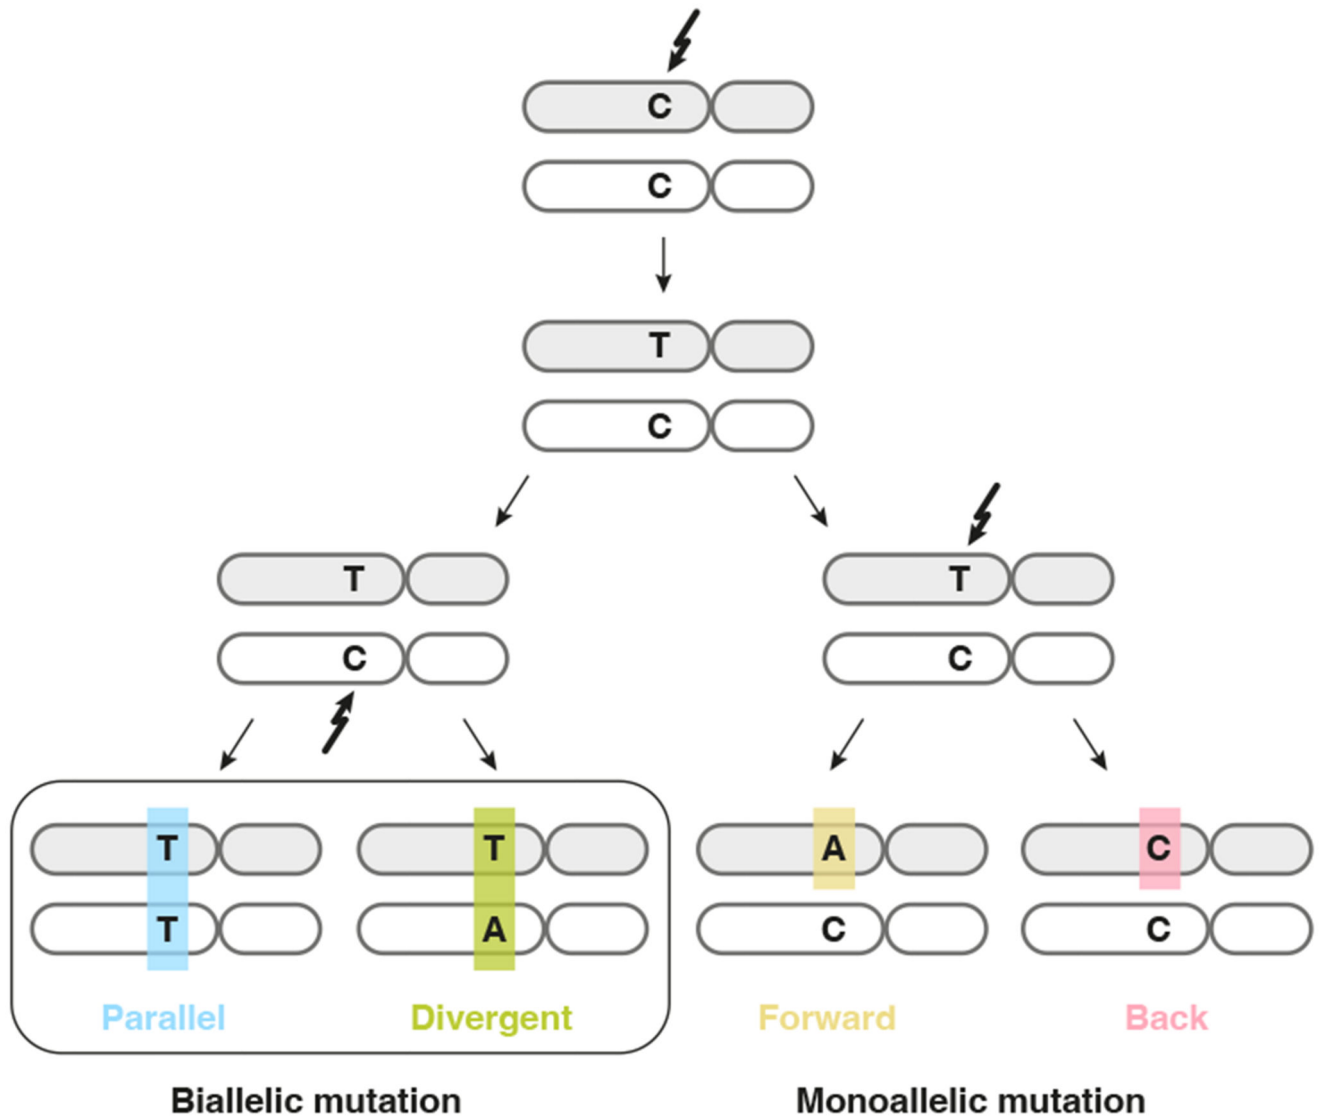 C
C
T
C
T T
C C
T T A C
T A C C
Parallel Divergent Forward Back
Biallelic mutation Monoallelic mutation